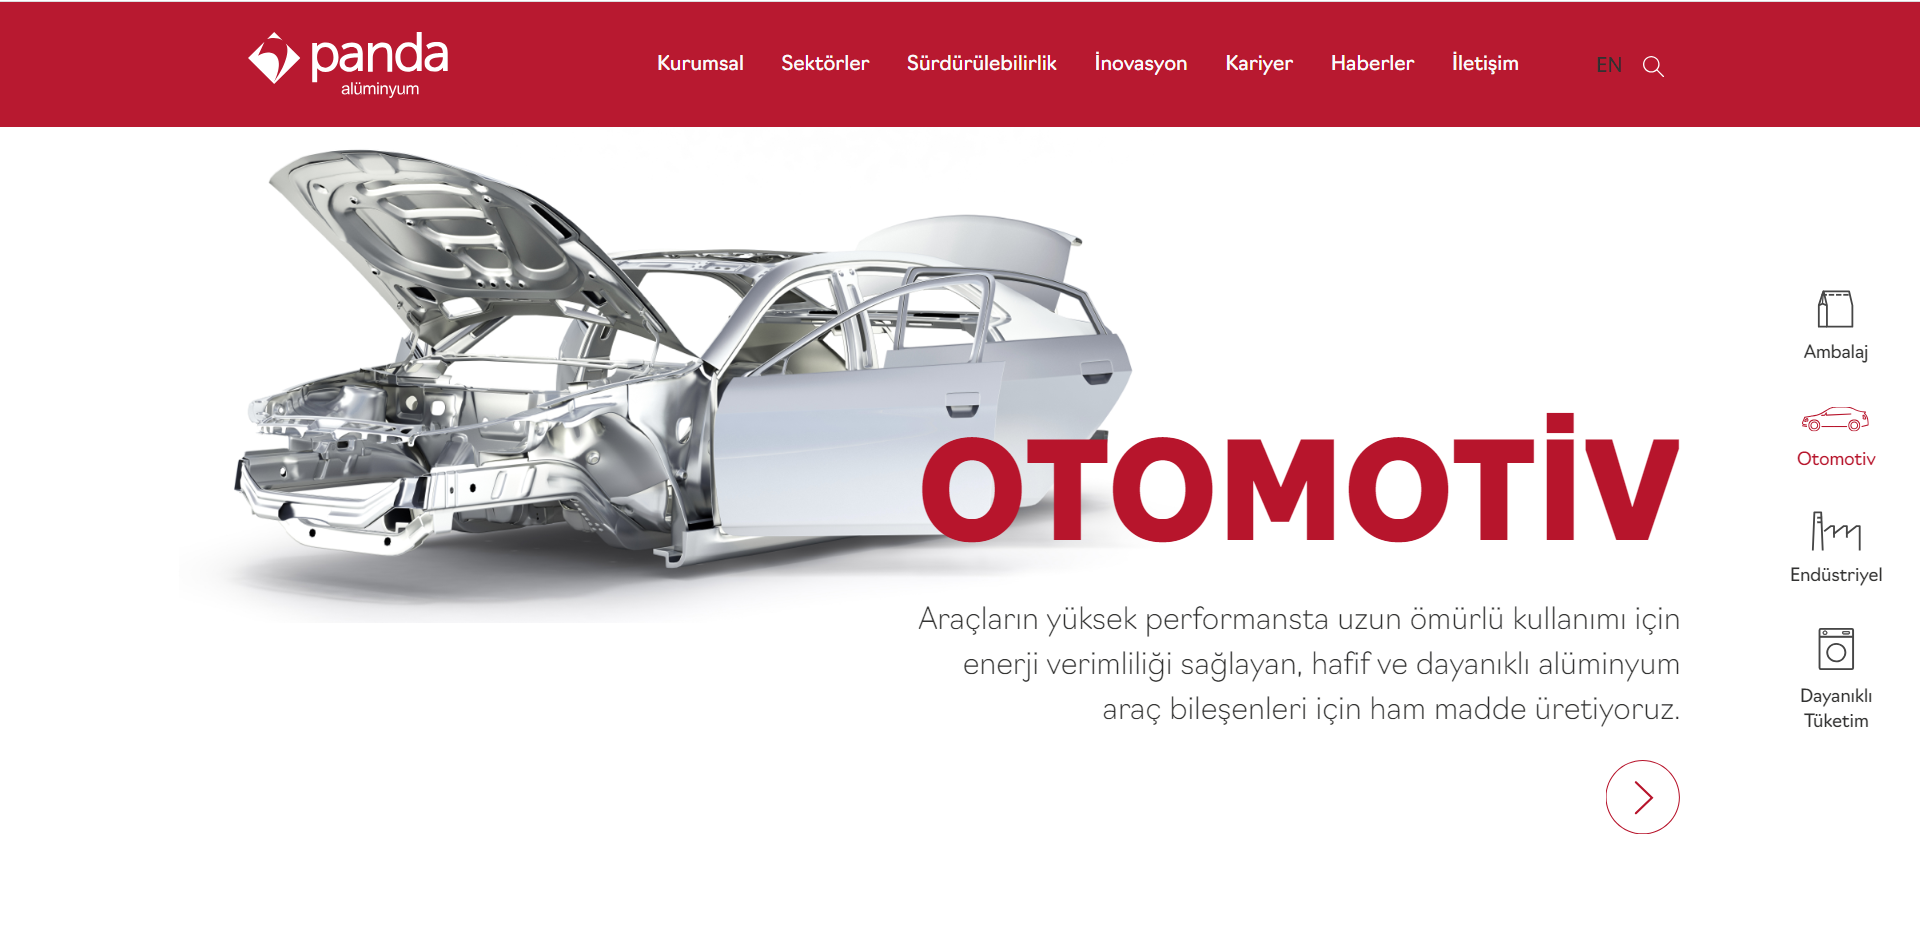 panda
alüminyum
Kurumsal
Sektörler
Sürdürülebilirlik
İnovasyon
Kariyer
Haberler
İletişim
EN
OTOMOTİV
Araçların yüksek performansta uzun ömürlü kullanımı için
enerji verimliliği sağlayan, hafif ve dayanıklı alüminyum
araç bileşenleri için ham madde üretiyoruz.
Ambalaj
Otomotiv
Endüstriyel
Dayanıklı
Tüketim